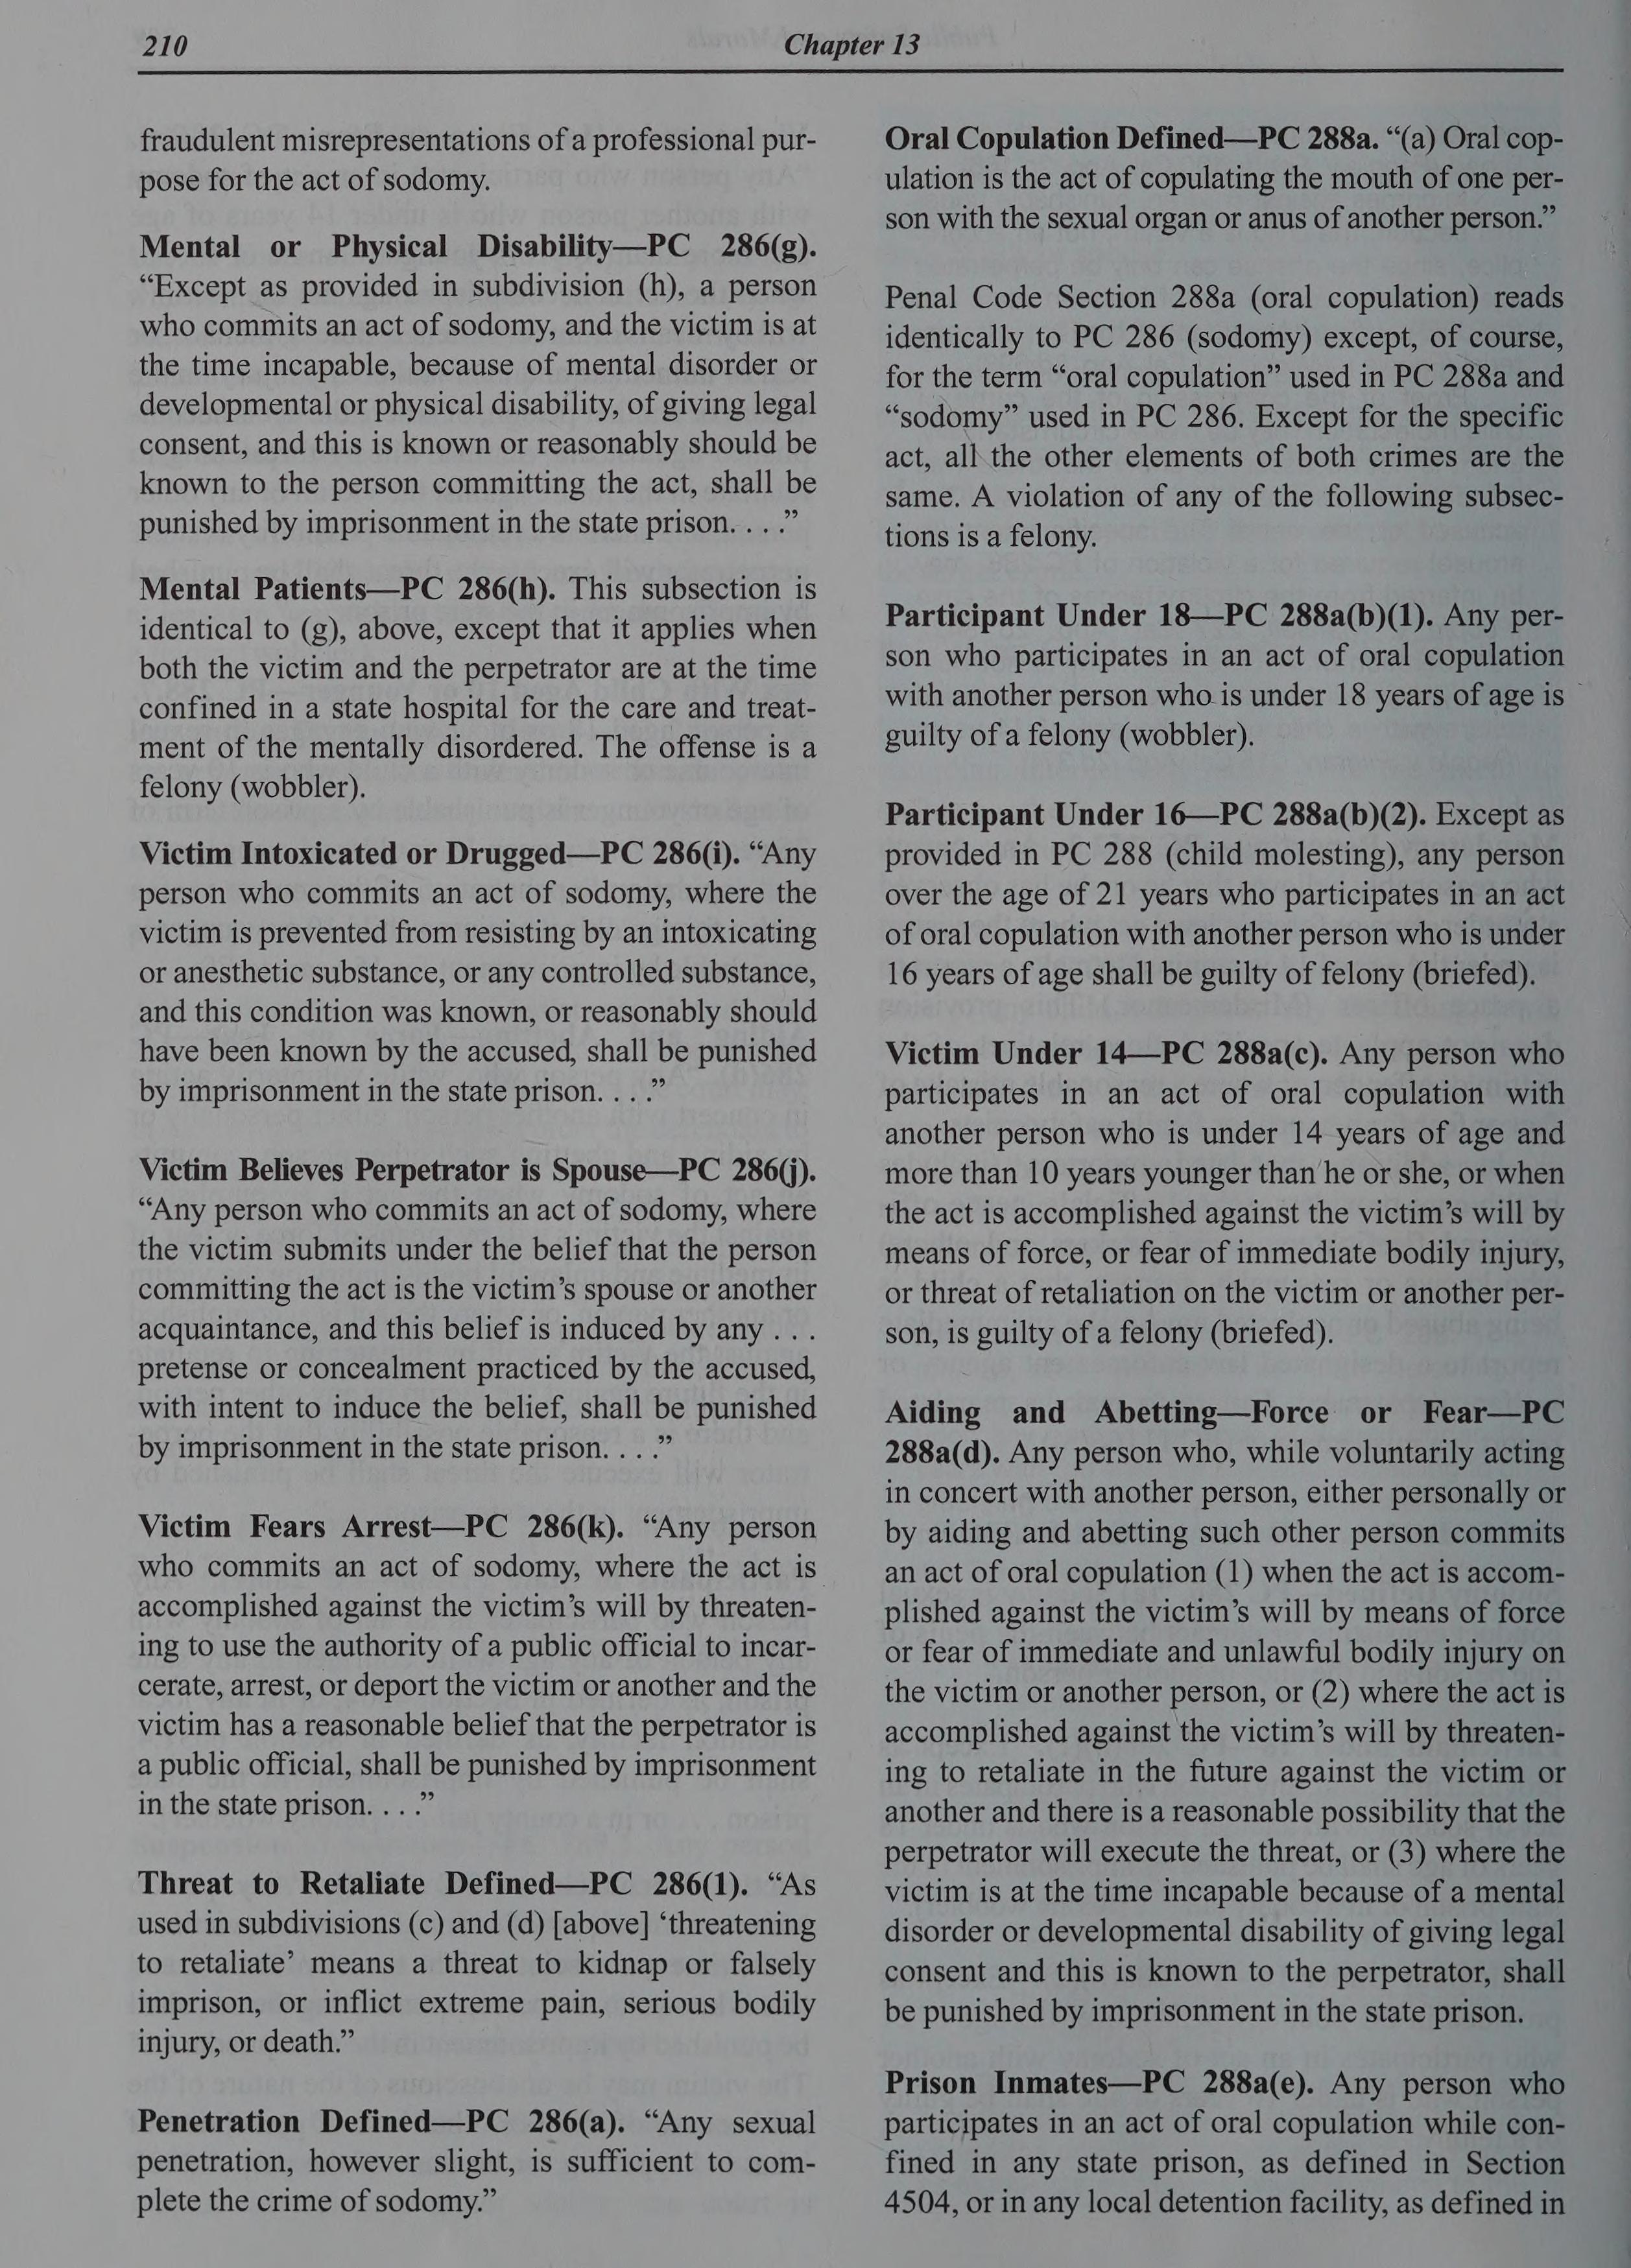 210
Chapter 13
fraudulent misrepresentations of a professional pur-
pose for the act of sodomy.
Mental or Physical Disability—PC 286(g).
“Except as provided in subdivision (h), a person
who commits an act of sodomy, and the victim is at
the time incapable, because of mental disorder or
developmental or physical disability, of giving legal
consent, and this is known or reasonably should be
known to the person committing the act, shall be
punished by imprisonment in the state prison. . . .”
Mental Patients—PC 286(h). This subsection is
identical to (g), above, except that it applies when
both the victim and the perpetrator are at the time
confined in a state hospital for the care and treat-
ment of the mentally disordered. The offense is a
felony (wobbler).
Victim Intoxicated or Drugged—PC 286(i). “Any
person who commits an act of sodomy, where the
victim is prevented from resisting by an intoxicating
or anesthetic substance, or any controlled substance,
and this condition was known, or reasonably should
have been known by the accused, shall be punished
by imprisonment in the state prison. . . .”
Victim Believes Perpetrator is Spouse—PC 286(j).
“Any person who commits an act of sodomy, where
the victim submits under the belief that the person
committing the act is the victim’s spouse or another
acquaintance, and this belief is induced by any . . .
pretense or concealment practiced by the accused,
with intent to induce the belief, shall be punished
by imprisonment in the state prison. . . .”
Victim Fears Arrest—PC 286(k). “Any person
who commits an act of sodomy, where the act is
accomplished against the victim’s will by threaten-
ing to use the authority of a public official to incar-
cerate, arrest, or deport the victim or another and the
victim has a reasonable belief that the perpetrator is
a public official, shall be punished by imprisonment
in the state prison. . . .”
Threat to Retaliate Defined—PC 286(1). “As
used in subdivisions (c) and (d) [above] ‘threatening
to retaliate’ means a threat to kidnap or falsely
imprison, or inflict extreme pain, serious bodily
injury, or death.”
Penetration Defined—PC 286(a). “Any sexual
penetration, however slight, is sufficient to com-
plete the crime of sodomy.”
Oral Copulation Defined—PC 288a. “(a) Oral cop-
ulation is the act of copulating the mouth of one per-
son with the sexual organ or anus of another person.”
Penal Code Section 288a (oral copulation) reads
identically to PC 286 (sodomy) except, of course,
for the term “oral copulation” used in PC 288a and
“sodomy” used in PC 286. Except for the specific
act, all the other elements of both crimes are the
same. A violation of any of the following subsec-
tions is a felony.
Participant Under 18—PC 288a(b)(1). Any per-
son who participates in an act of oral copulation
with another person who is under 18 years of age is
guilty of a felony (wobbler).
Participant Under 16—PC 288a(b)(2). Except as
provided in PC 288 (child molesting), any person
over the age of 21 years who participates in an act
of oral copulation with another person who is under
16 years of age shall be guilty of felony (briefed).
Victim Under 14—PC 288a(c). Any person who
participates in an act of oral copulation with
another person who is under 14 years of age and
more than 10 years younger than he or she, or when
the act is accomplished against the victim’s will by
means of force, or fear of immediate bodily injury,
or threat of retaliation on the victim or another per-
son, is guilty of a felony (briefed).
Aiding and Abetting—Force or Fear—PC
288a(d). Any person who, while voluntarily acting
in concert with another person, either personally or
by aiding and abetting such other person commits
an act of oral copulation (1) when the act is accom-
plished against the victim’s will by means of force
or fear of immediate and unlawful bodily injury on
the victim or another person, or (2) where the act is
accomplished against the victim’s will by threaten-
ing to retaliate in the future against the victim or
another and there is a reasonable possibility that the
perpetrator will execute the threat, or (3) where the
victim is at the time incapable because of a mental
disorder or developmental disability of giving legal
consent and this is known to the perpetrator, shall
be punished by imprisonment in the state prison.
Prison Inmates—PC 288a(e). Any person who
participates in an act of oral copulation while con-
fined in any state prison, as defined in Section
4504, or in any local detention facility, as defined in